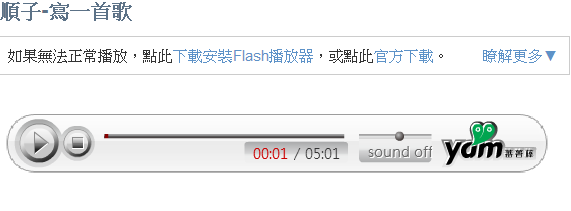 順子-寫一首歌
如果無法正常播放，點此下載安裝Flash播放器，或點此官方下載。 瞭解更多▼
00:01 / 05:01 sound off yam 蕃薯藤